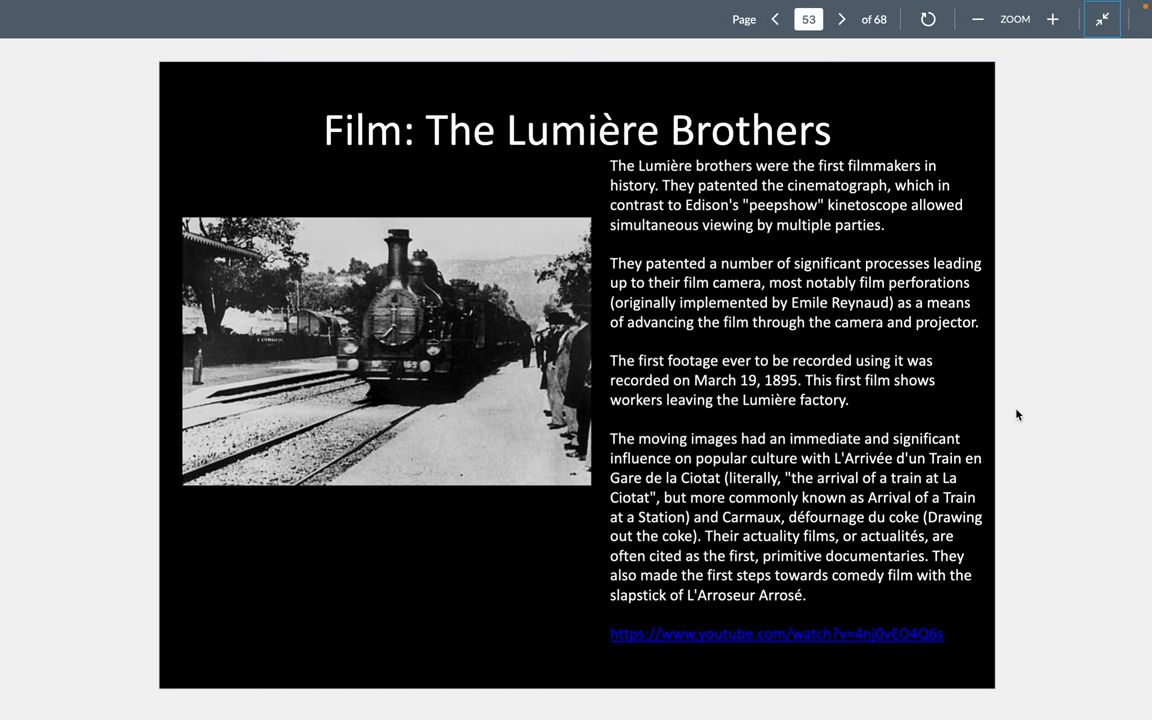 Page 53 of 68 ZOOM
Film: The Lumière Brothers
The Lumière brothers were the first filmmakers in
history. They patented the cinematograph, which in
contrast to Edison's "peepshow" kinetoscope allowed
simultaneous viewing by multiple parties.
They patented a number of significant processes leading
up to their film camera, most notably film perforations
(originally implemented by Emile Reynaud) as a means
of advancing the film through the camera and projector.
The first footage ever to be recorded using it was
recorded on March 19, 1895. This first film shows
workers leaving the Lumière factory.
The moving images had an immediate and significant
influence on popular culture with L'Arrivée d'un Train en
Gare de la Ciotat (literally, "the arrival of a train at La
Ciotat", but more commonly known as Arrival of a Train
at a Station) and Carmaux, défournage du coke (Drawing
out the coke). Their actuality films, or actualités, are
often cited as the first, primitive documentaries. They
also made the first steps towards comedy film with the
slapstick of L'Arroseur Arrosé.
https://www.youtube.com/watch?v=4nj0vEO4Q6s